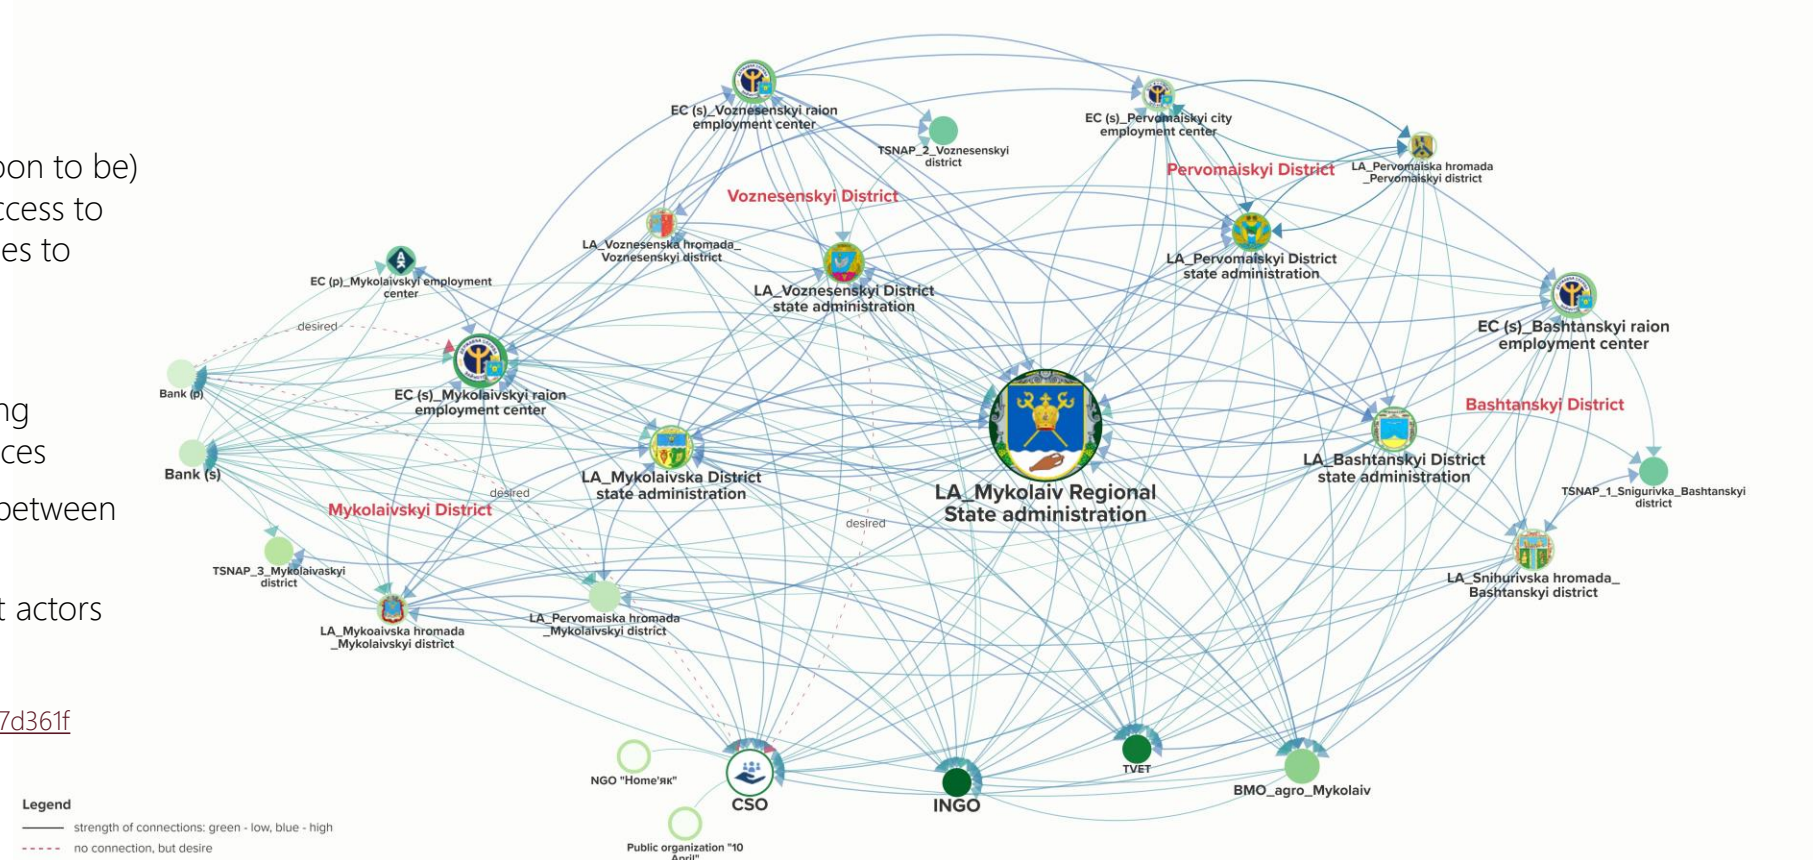 oon to be)
ccess to
es to
ng
ces
between
t actors
7d361f
EC (s)_Voznesenskyi raion
employment center
TSNAP_2_Voznesenskyi
district
EC (s)_Pervomaiskyi city
employment center
LA_Pervomaiska hromada
_Pervomaiskyi district
Pervomaiskyi District
Voznesenskyi District
LA_Voznesenska hromada_
Voznesenskyi district
LA_Pervomaiskyi District
state administration
EC (p)_Mykolaivskyi employment
center
LA_Voznesenskyi District
state administration
desired
EC (s)_Bashtanskyi raion
employment center
Bank (p)
EC (s)_Mykolaivskyi raion
employment center
Bashtanskyi District
Bank (s)
LA_Mykolaivska District
state administration
LA_Bashtanskyi District
state administration
desired
LA_Mykolaiv Regional
State administration
TSNAP_1_Snigurivka_Bashtanskyi
district
Mykolaivskyi District
desired
TSNAP_3_Mykolaivaskyi
district
LA_Snihurivska hromada_
Bashtanskyi district
LA_Mykoaivska hromada
_Mykolaivskyi district
LA_Pervomaiska hromada
_Mykolaivskyi district
NGO "Home'як"
CSO
INGO
TVET
BMO_agro_Mykolaiv
Public organization "10
April"
Legend
strength of connections: green - low, blue - high
no connection, but desire